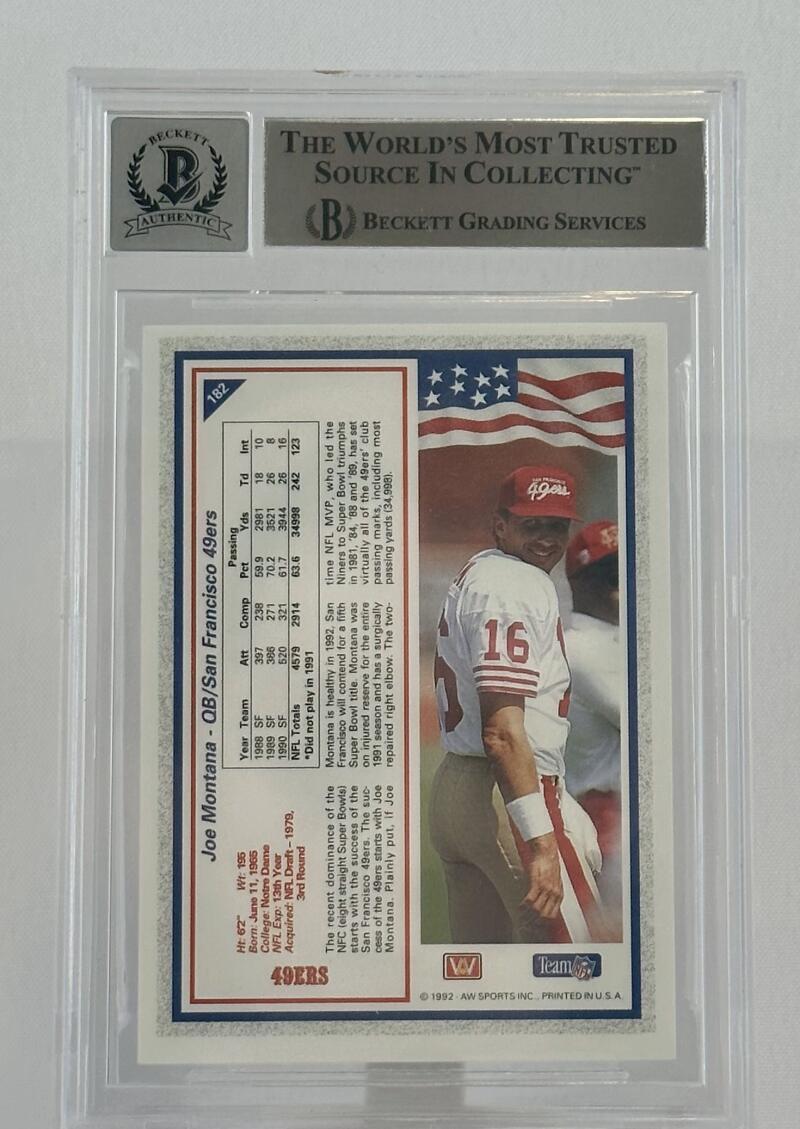 BECKETT
B
AUTHENTIC
THE WORLD'S MOST TRUSTED
SOURCE IN COLLECTING™
B BECKETT GRADING SERVICES
182
Joe Montana - QB/San Francisco 49ers
Ht: 6'2" Wt: 195
Born: June 11, 1956
College: Notre Dame
NFL Exp: 13th Year
Acquired: NFL Draft – 1979,
3rd Round
49ERS
Passing
Year Team Att Comp Pct Yds Td Int
1988 SF 397 238 59.9 2981 18 10
1989 SF 386 271 70.2 3521 26 8
1990 SF 520 321 61.7 3944 26 16
NFL Totals 4579 2914 63.6 34998 242 123
*Did not play in 1991
The recent dominance of the
NFC (eight straight Super Bowls)
starts with the success of the
San Francisco 49ers. The suc-
cess of the 49ers starts with Joe
Montana. Plainly put, if Joe
Montana is healthy in 1992, San
Francisco will contend for a fifth
Super Bowl title. Montana was
on injured reserve for the entire
1991 season and has a surgically
repaired right elbow. The two-
time NFL MVP, who led the
Niners to Super Bowl triumphs
in 1981, '84, '88 and '89, has set
virtually all of the 49ers' club
passing marks, including most
passing yards (34,998).
SAN FRANCISCO
49ers
16
AW
Team NFL
© 1992 - AW SPORTS INC., PRINTED IN U.S.A.